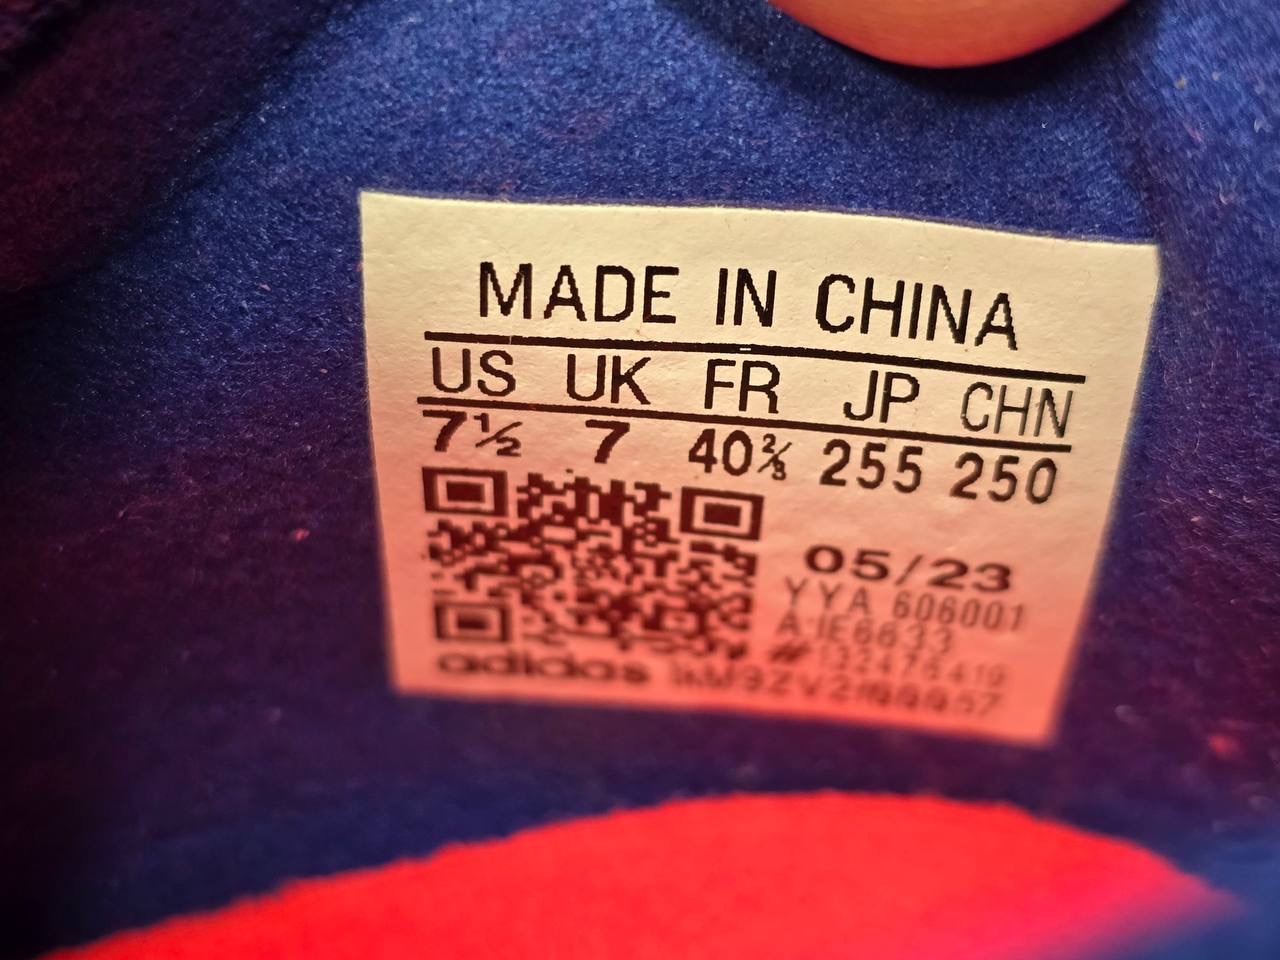 MADE IN CHINA
US UK FR JP CHN
7½ 7 40⅔ 255 250
05/23
YYA 606001
A:IE6633
adidas